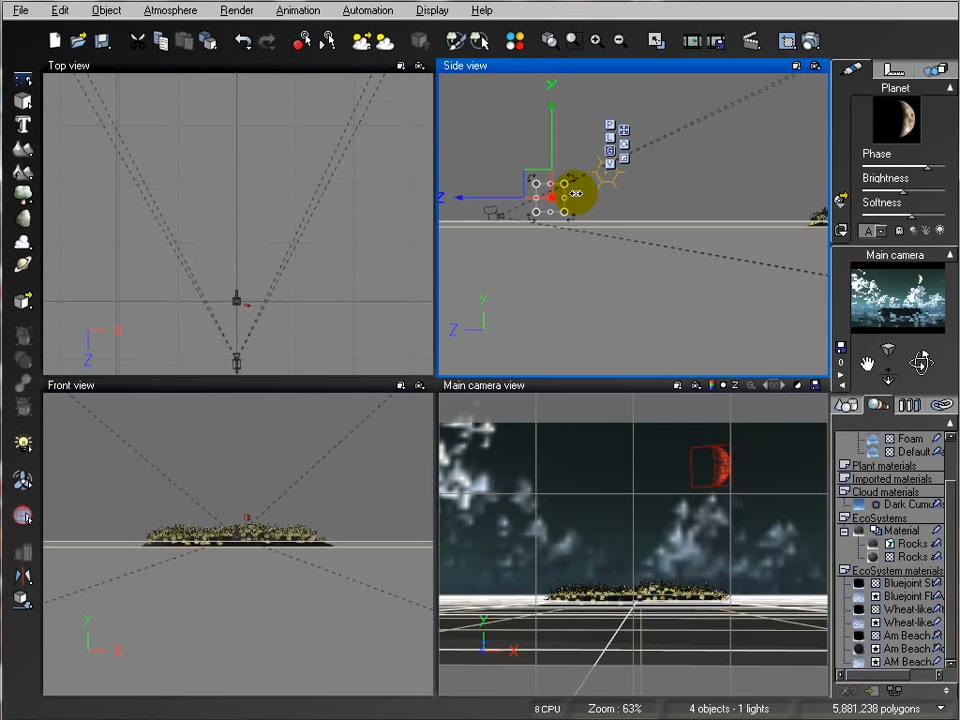 File Edit Object Atmosphere Render Animation Automation Display Help
Top view
Side view
Planet
Phase
Brightness
Softness
A
Main camera
0
Y
Z
P
L
G
V
X
Z
y
Z
Front view
Main camera view
Z
Foam
Default
Plant materials
Imported materials
Cloud materials
Dark Cumu
EcoSystems
Material
Rocks
Rocks
EcoSystem materials
Bluejoint St
Bluejoint Fl
Wheat-like
Wheat-like
Am Beach
Am Beach
AM Beach
y
X
y
X
8 CPU Zoom : 63% 4 objects - 1 lights 5,881,238 polygons